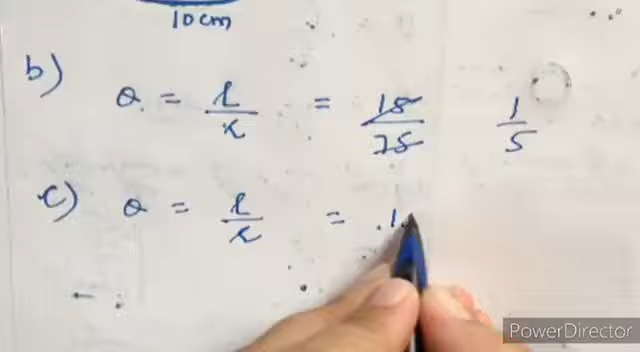 10cm
b) θ = l/r = 15/75 1/5
c) θ = l/r = 1
PowerDirector